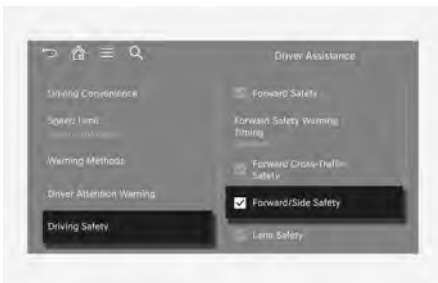 Driver Assistance
Driving Convenience
Speed Limit
Warning Methods
Driver Attention Warning
Driving Safety
Forward Safety
Forward Safety Warning
Timing
Forward Cross-Traffic
Safety
Forward/Side Safety
Lane Safety